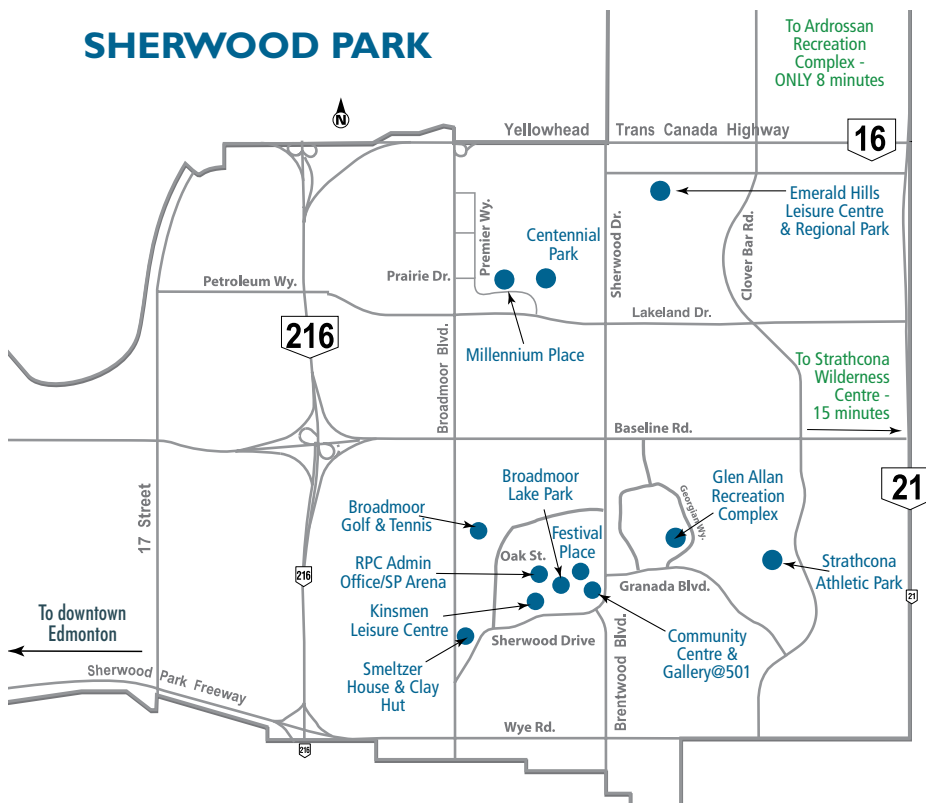 SHERWOOD PARK
To Ardrossan
Recreation
Complex -
ONLY 8 minutes
N
Yellowhead
Trans Canada Highway
16
Emerald Hills
Leisure Centre
& Regional Park
Premier Wy.
Centennial
Park
Sherwood Dr.
Clover Bar Rd.
Petroleum Wy.
Prairie Dr.
Lakeland Dr.
216
Broadmoor Blvd.
Millennium Place
To Strathcona
Wilderness
Centre -
15 minutes
Baseline Rd.
17 Street
Broadmoor
Lake Park
Glen Allan
Recreation
Complex
21
Georgian Wy.
Broadmoor
Golf & Tennis
Festival
Place
Oak St.
RPC Admin
Office/SP Arena
Strathcona
Athletic Park
216
Granada Blvd.
21
Kinsmen
Leisure Centre
To downtown
Edmonton
Sherwood Drive
Community
Centre &
Gallery@501
Brentwood Blvd.
Smeltzer
House & Clay
Hut
Sherwood Park Freeway
Wye Rd.
216